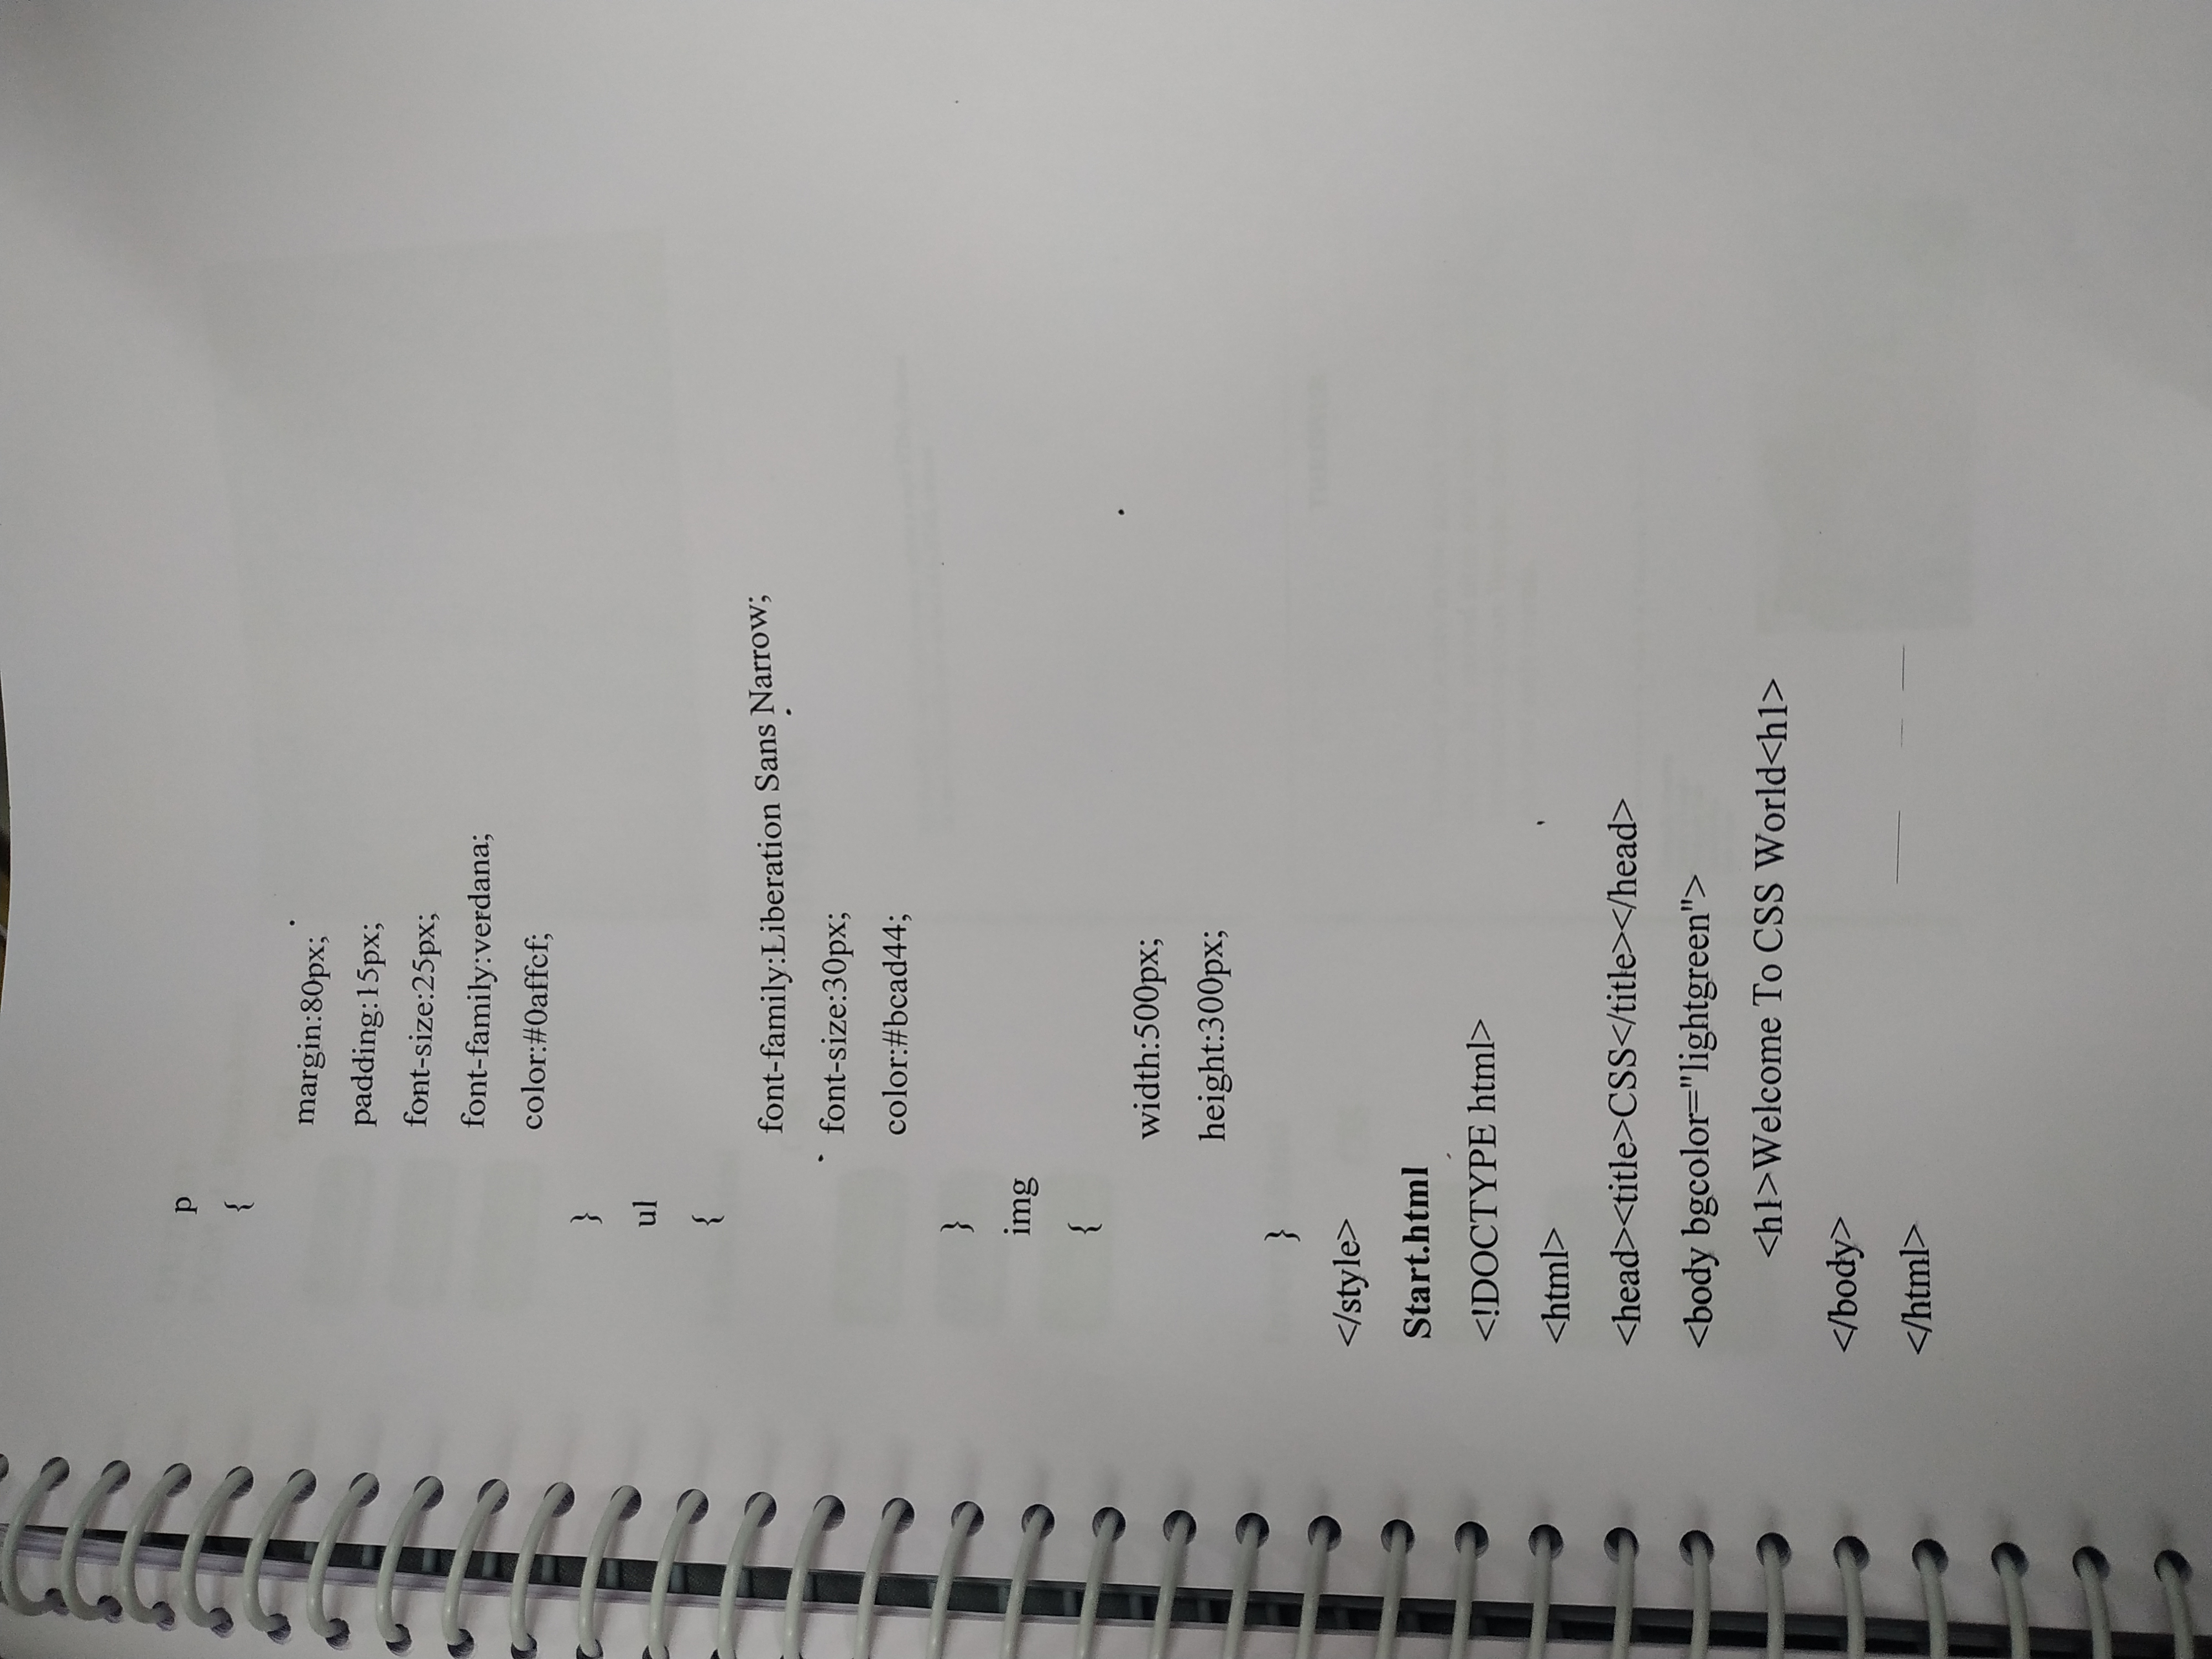 p
{
margin:80px;
padding:15px;
font-size:25px;
font-family:verdana;
color:#0affcf;
}
ul
{
font-family:Liberation Sans Narrow;
font-size:30px;
color:#bcad44;
}
img
{
width:500px;
height:300px;
}
</style>
Start.html
<!DOCTYPE html>
<html>
<head><title>CSS</title></head>
<body bgcolor="lightgreen">
<h1>Welcome To CSS World<h1>
</body>
</html>